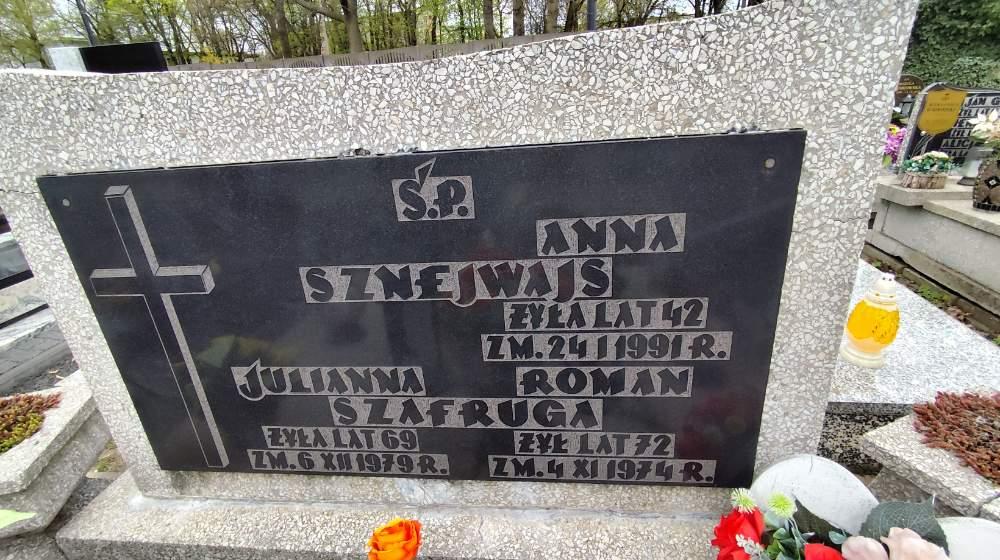 Ś.P.
ANNA
SZNEJWAJS
ŻYŁA LAT 42
ZM. 24 I 1991 R.
JULIANNA ROMAN
SZAFRUGA
ŻYŁA LAT 69 ŻYŁ LAT 72
ZM. 6 XII 1979 R. ZM. 4 XI 1974 R.